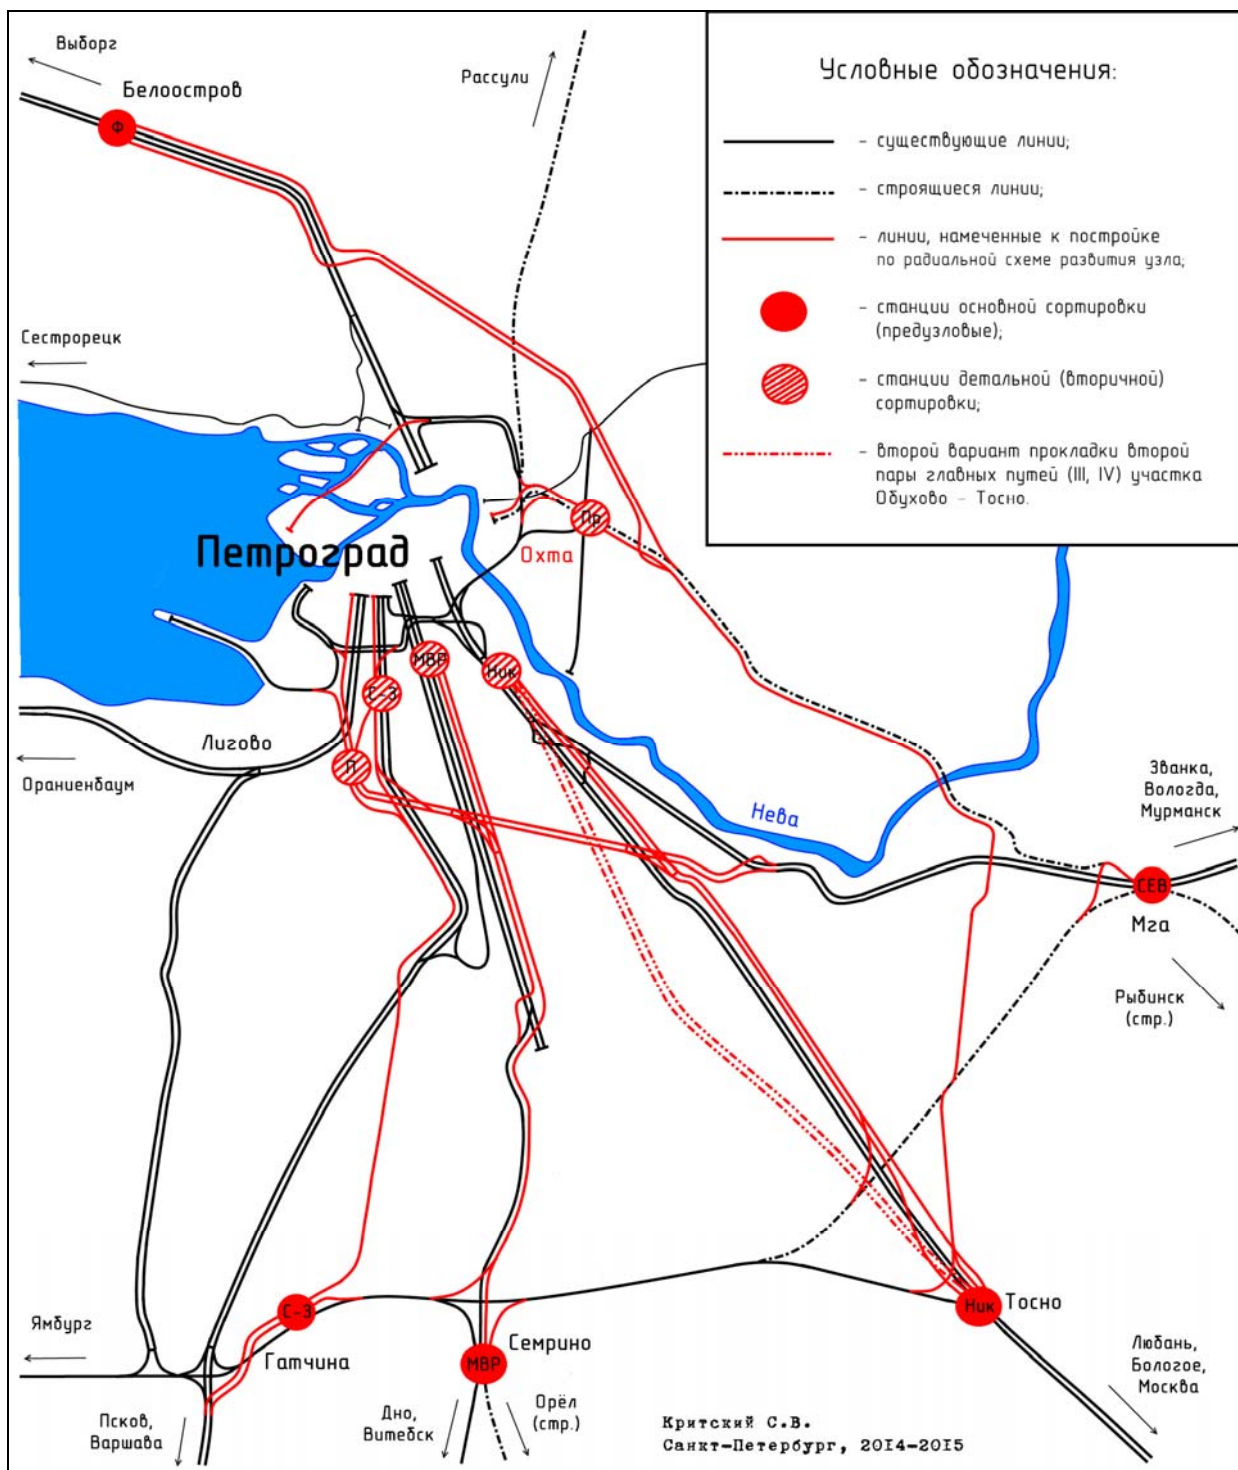 Выборг
Белоостров
Ф
Рассули
Сестрорецк
Условные обозначения:
- существующие линии;
- строящиеся линии;
- линии, намеченные к постройке
по радиальной схеме развития узла;
- станции основной сортировки
(предузловые);
- станции детальной (вторичной)
сортировки;
- второй вариант прокладки второй
пары главных путей (III, IV) участка
Обухово - Тосно.
Пр
Охта
Петроград
МВР
Ник
С-З
П
Лигово
Ораниенбаум
Нева
Званка,
Вологда,
Мурманск
СЕВ
Мга
Рыбинск
(стр.)
Ник
Тосно
С-З
Гатчина
Ямбург
Семрино
МВР
Псков,
Варшава
Дно,
Витебск
Орёл
(стр.)
Любань,
Бологое,
Москва
Критский С.В.
Санкт-Петербург, 2014-2015